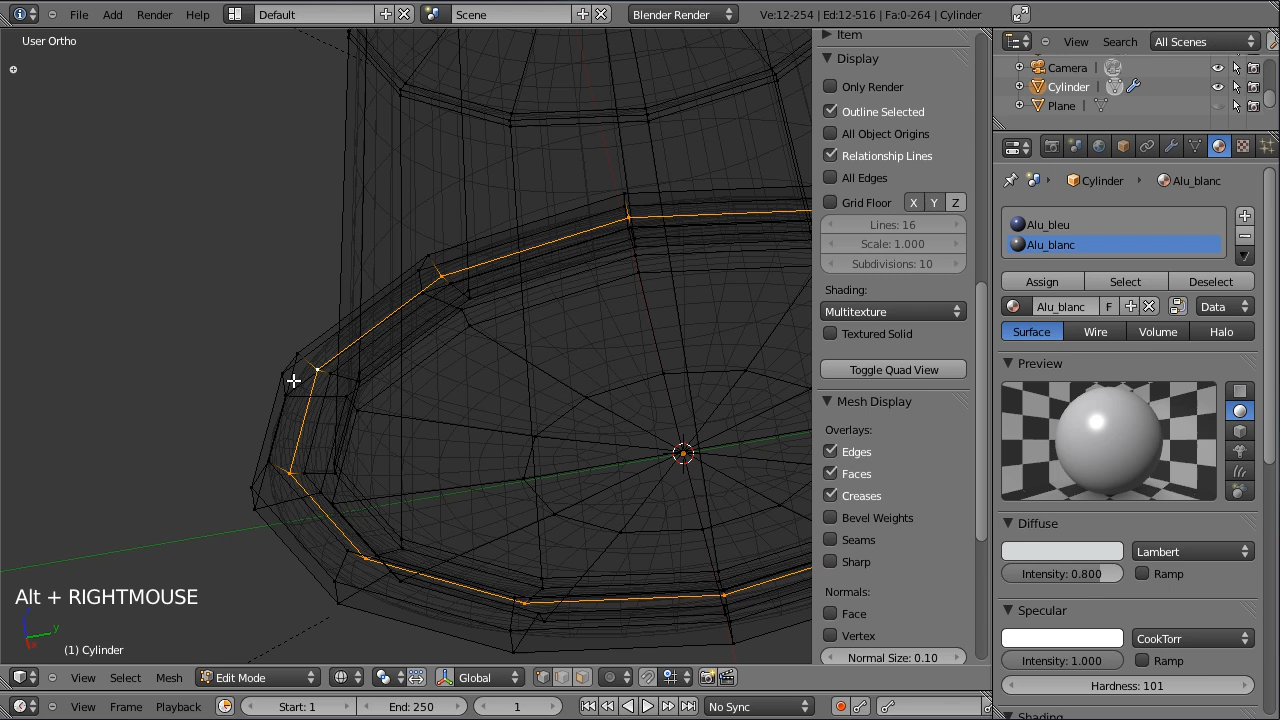 File Add Render Help Default Scene Blender Render Ve:12-254 | Ed:12-516 | Fa:0-264 | Cylinder
User Ortho
Item
Display
Only Render
Outline Selected
All Object Origins
Relationship Lines
All Edges
Grid Floor X Y Z
Lines: 16
Scale: 1.000
Subdivisions: 10
Shading:
Multitexture
Textured Solid
Toggle Quad View
Mesh Display
Overlays:
Edges
Faces
Creases
Bevel Weights
Seams
Sharp
Normals:
Face
Vertex
Normal Size: 0.10
View Search All Scenes
Camera
Cylinder
Plane
Cylinder Alu_blanc
Alu_bleu
Alu_blanc
Assign Select Deselect
Alu_blanc F Data
Surface Wire Volume Halo
Preview
Diffuse
Lambert
Intensity: 0.800 Ramp
Specular
CookTorr
Intensity: 1.000 Ramp
Hardness: 101
Alt + RIGHTMOUSE
y
(1) Cylinder
View Select Mesh Edit Mode Global
View Frame Playback Start: 1 End: 250 1 No Sync